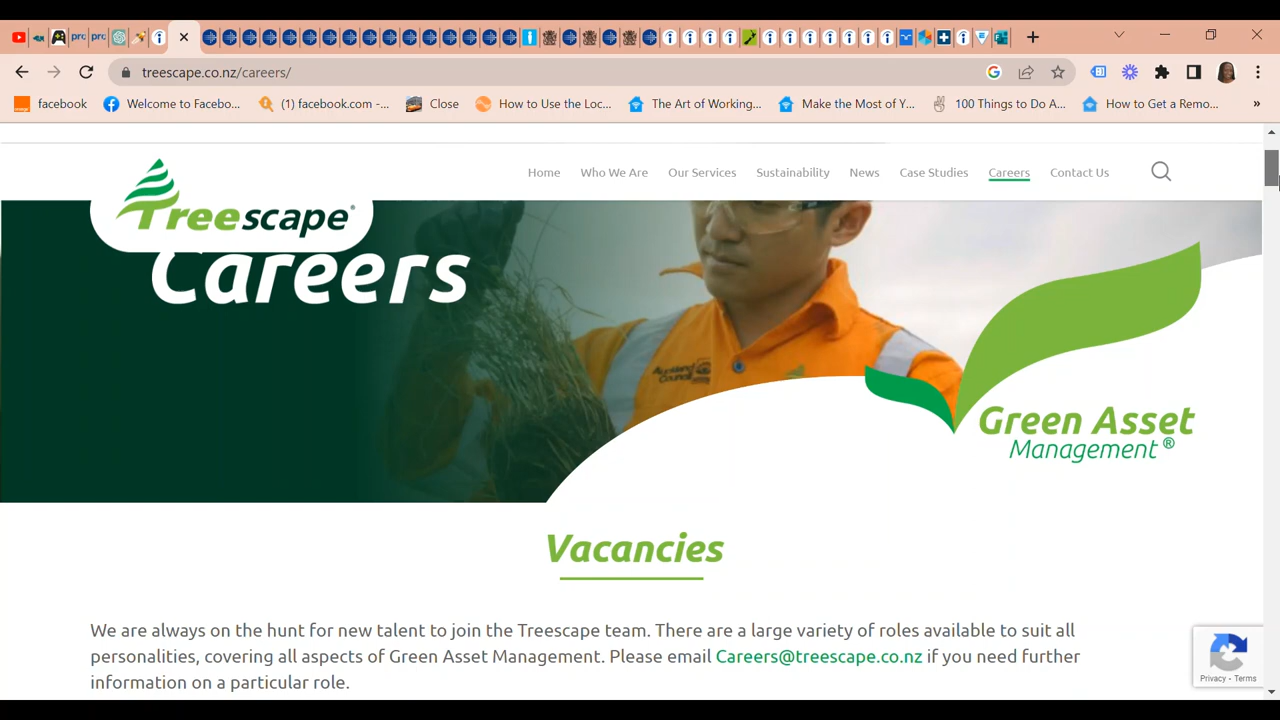 prc
prc
treescape.co.nz/careers/
facebook
Welcome to Facebo...
(1) facebook.com -...
Close
How to Use the Loc...
The Art of Working...
Make the Most of Y...
100 Things to Do A...
How to Get a Remo...
»
Treescape®
Home
Who We Are
Our Services
Sustainability
News
Case Studies
Careers
Contact Us
Careers
Auckland
Council
Green Asset
Management®
Vacancies
We are always on the hunt for new talent to join the Treescape team. There are a large variety of roles available to suit all
personalities, covering all aspects of Green Asset Management. Please email Careers@treescape.co.nz if you need further
information on a particular role.
Privacy - Terms